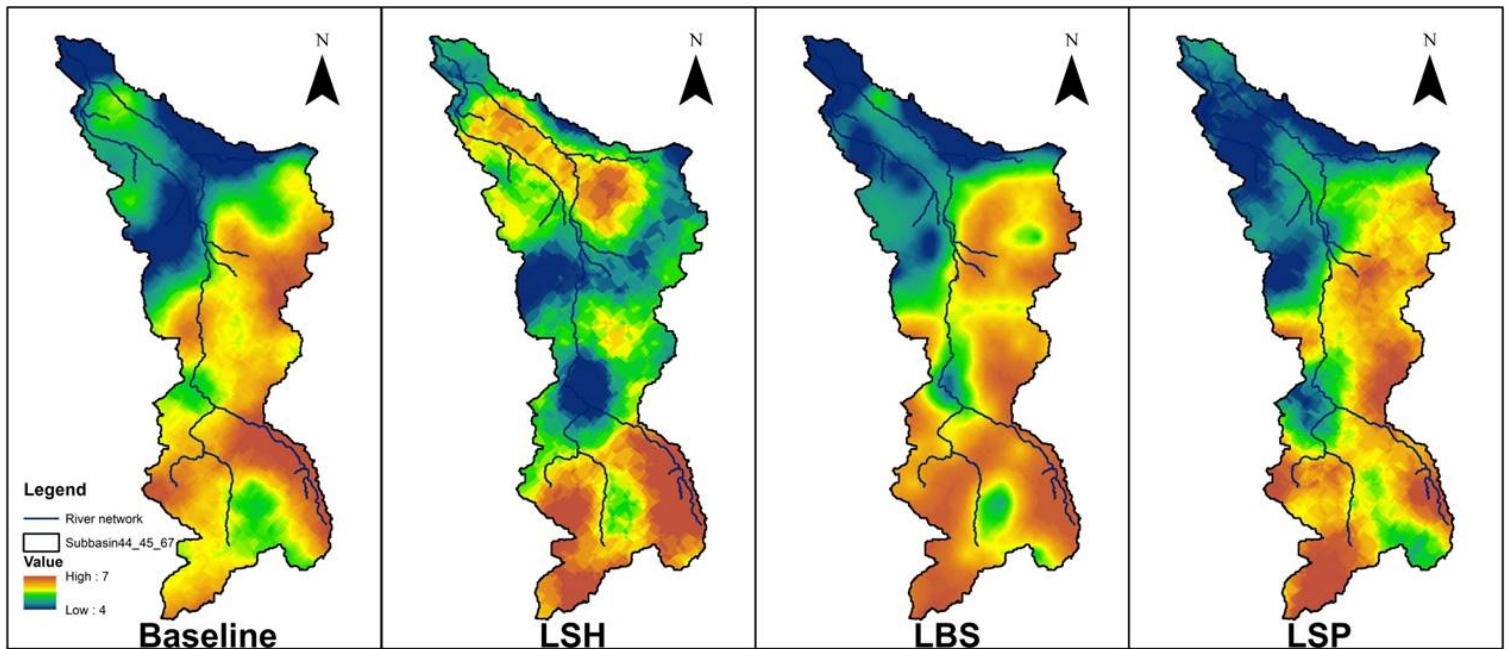 N
N
N
N
Legend
River network
Subbasin44_45_67
Value
High : 7
Low : 4
Baseline
LSH
LBS
LSP